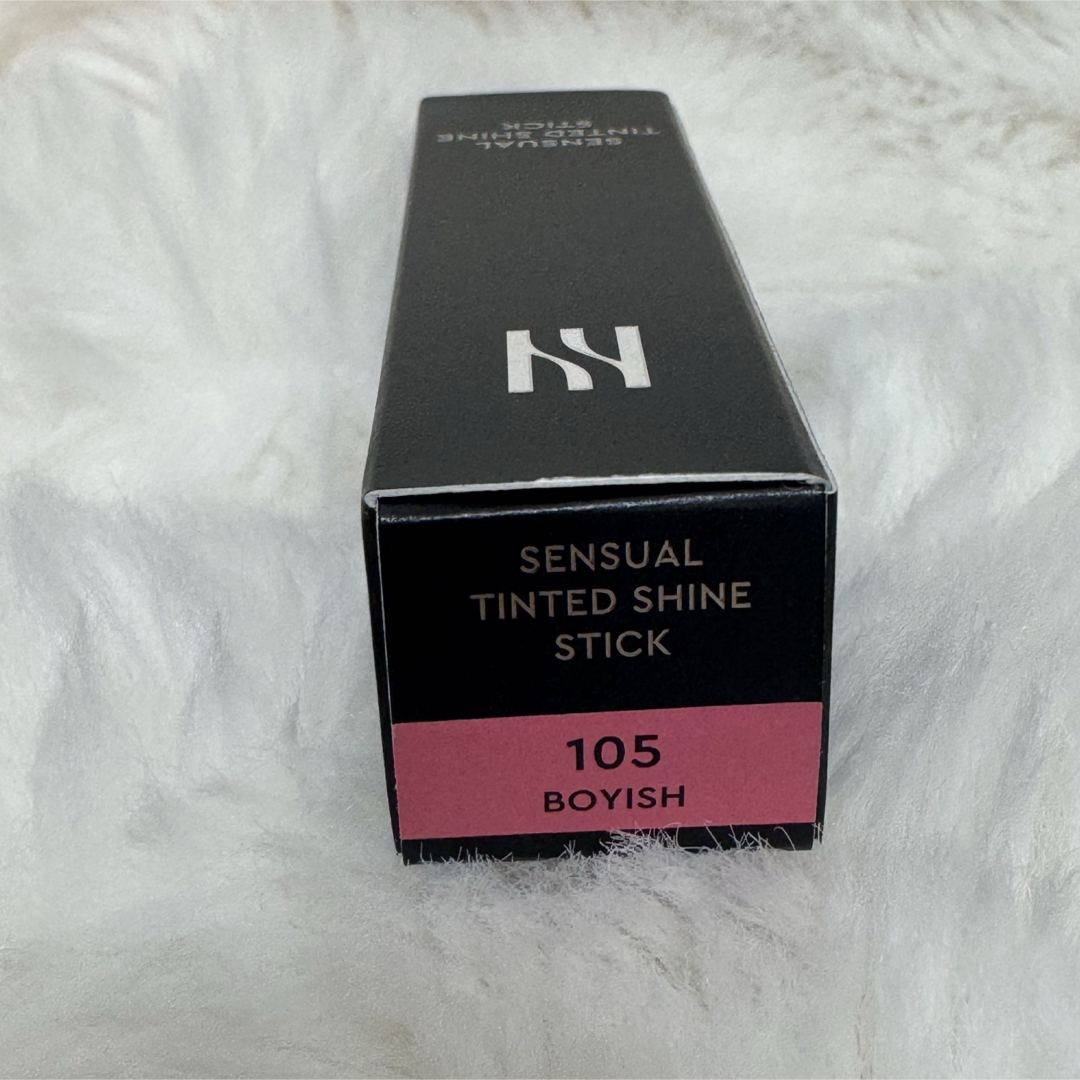 SENSUAL
TINTED SHINE
STICK
SENSUAL
TINTED SHINE
STICK
105
BOYISH